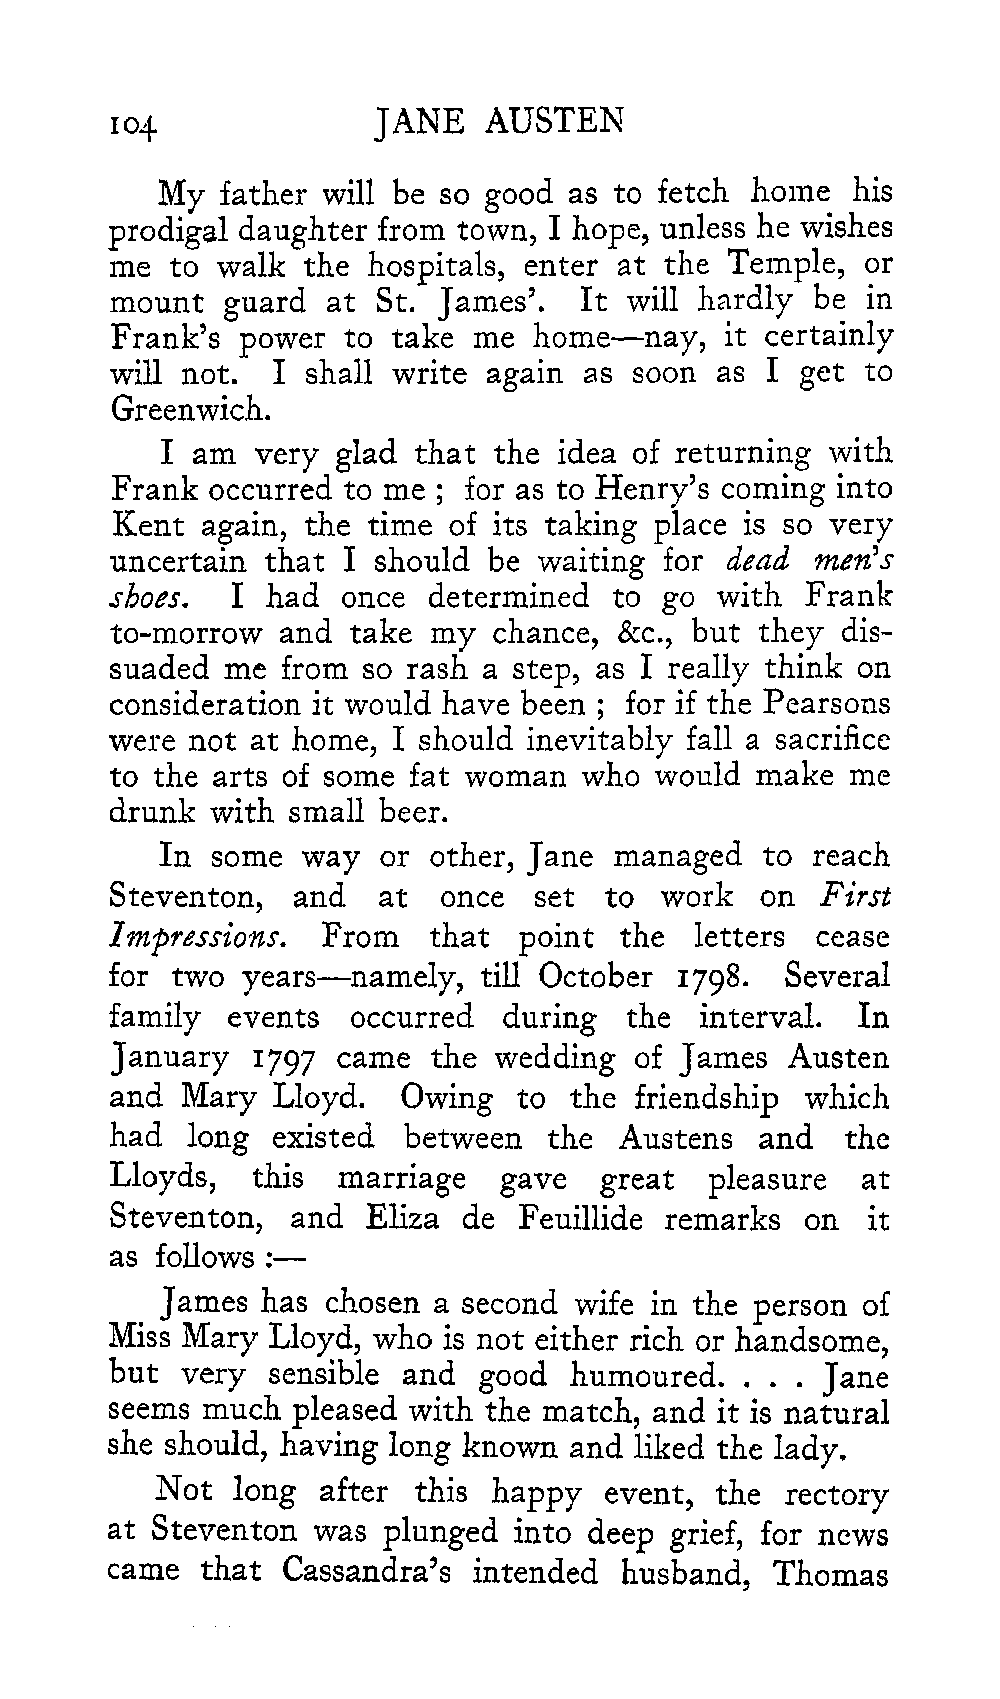 104 JANE AUSTEN
My father will be so good as to fetch home his
prodigal daughter from town, I hope, unless he wishes
me to walk the hospitals, enter at the Temple, or
mount guard at St. James'. It will hardly be in
Frank's power to take me home—nay, it certainly
will not. I shall write again as soon as I get to
Greenwich.
I am very glad that the idea of returning with
Frank occurred to me ; for as to Henry's coming into
Kent again, the time of its taking place is so very
uncertain that I should be waiting for dead men's
shoes. I had once determined to go with Frank
to-morrow and take my chance, &c., but they dis-
suaded me from so rash a step, as I really think on
consideration it would have been ; for if the Pearsons
were not at home, I should inevitably fall a sacrifice
to the arts of some fat woman who would make me
drunk with small beer.
In some way or other, Jane managed to reach
Steventon, and at once set to work on First
Impressions. From that point the letters cease
for two years—namely, till October 1798. Several
family events occurred during the interval. In
January 1797 came the wedding of James Austen
and Mary Lloyd. Owing to the friendship which
had long existed between the Austens and the
Lloyds, this marriage gave great pleasure at
Steventon, and Eliza de Feuillide remarks on it
as follows :—
James has chosen a second wife in the person of
Miss Mary Lloyd, who is not either rich or handsome,
but very sensible and good humoured. . . . Jane
seems much pleased with the match, and it is natural
she should, having long known and liked the lady.
Not long after this happy event, the rectory
at Steventon was plunged into deep grief, for news
came that Cassandra's intended husband, Thomas